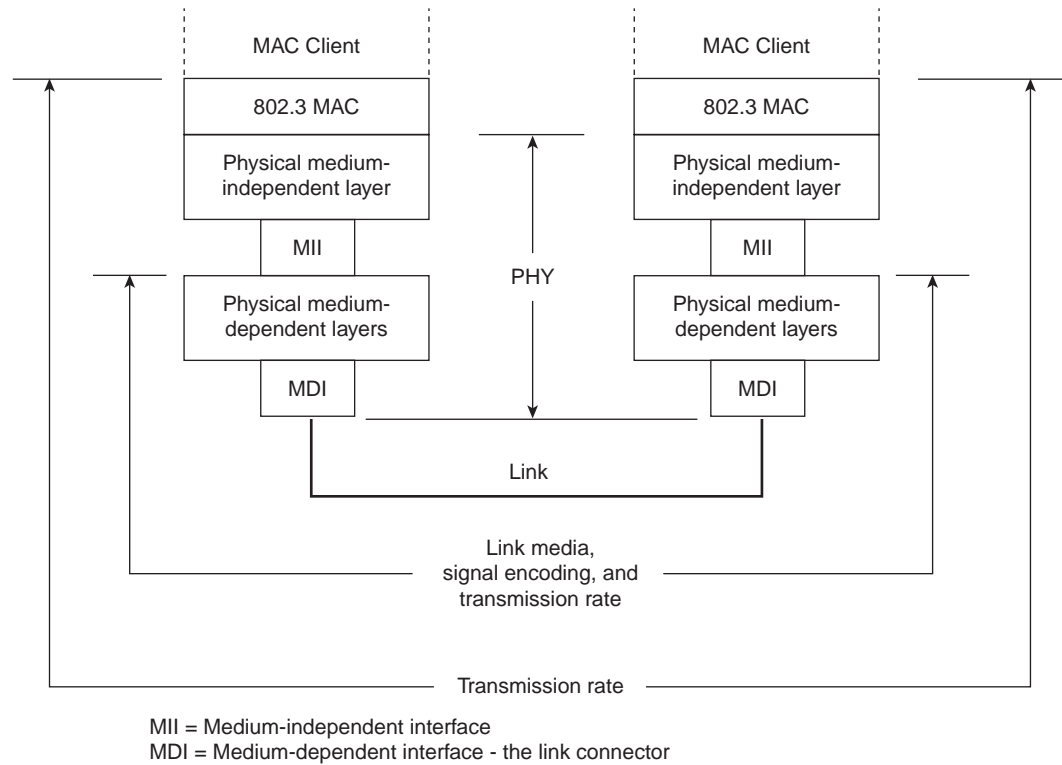 MAC Client
MAC Client
802.3 MAC
802.3 MAC
Physical medium-
independent layer
Physical medium-
independent layer
MII
MII
PHY
Physical medium-
dependent layers
Physical medium-
dependent layers
MDI
MDI
Link
Link media,
signal encoding, and
transmission rate
Transmission rate
MII = Medium-independent interface
MDI = Medium-dependent interface - the link connector